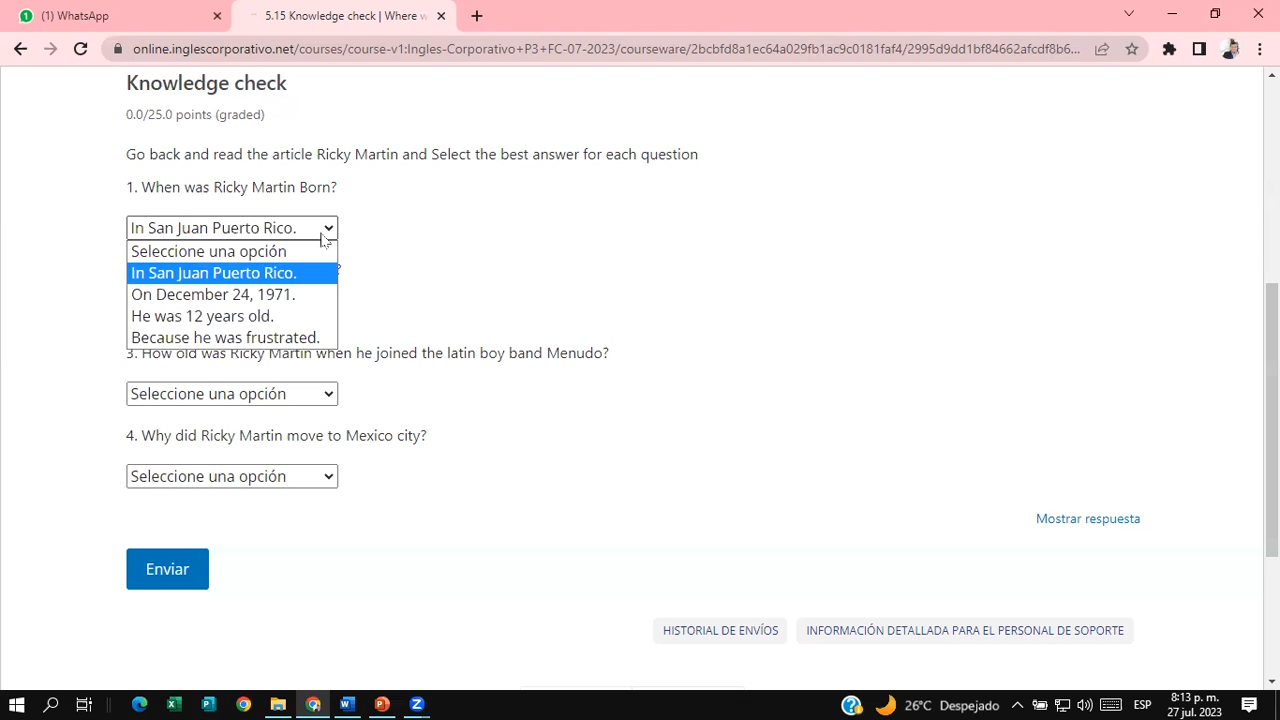 (1) WhatsApp
5.15 Knowledge check | Where w
online.inglescorporativo.net/courses/course-v1:Ingles-Corporativo+P3+FC-07-2023/courseware/2bcbfd8a1ec64a029fb1ac9c0181faf4/2995d9dd1bf84662afcdf8b6...
Knowledge check
0.0/25.0 points (graded)
Go back and read the article Ricky Martin and Select the best answer for each question
1. When was Ricky Martin Born?
In San Juan Puerto Rico.
Seleccione una opción
In San Juan Puerto Rico.
?
On December 24, 1971.
He was 12 years old.
Because he was frustrated.
3. How old was Ricky Martin when he joined the latin boy band Menudo?
Seleccione una opción
4. Why did Ricky Martin move to Mexico city?
Seleccione una opción
Mostrar respuesta
Enviar
HISTORIAL DE ENVÍOS
INFORMACIÓN DETALLADA PARA EL PERSONAL DE SOPORTE
26°C Despejado
ESP
8:13 p. m.
27 jul. 2023